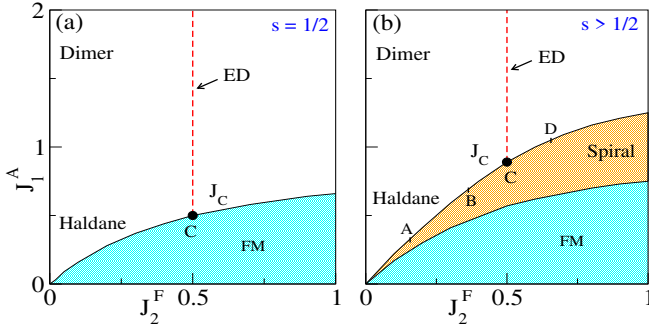 (a)
s = 1/2
Dimer
ED
J_C
C
Haldane
FM
J_1^A
2
1
0
0
0.5
1
J_2^F
(b)
s > 1/2
Dimer
ED
D
J_C
C
Spiral
Haldane
B
A
FM
0
0.5
1
J_2^F